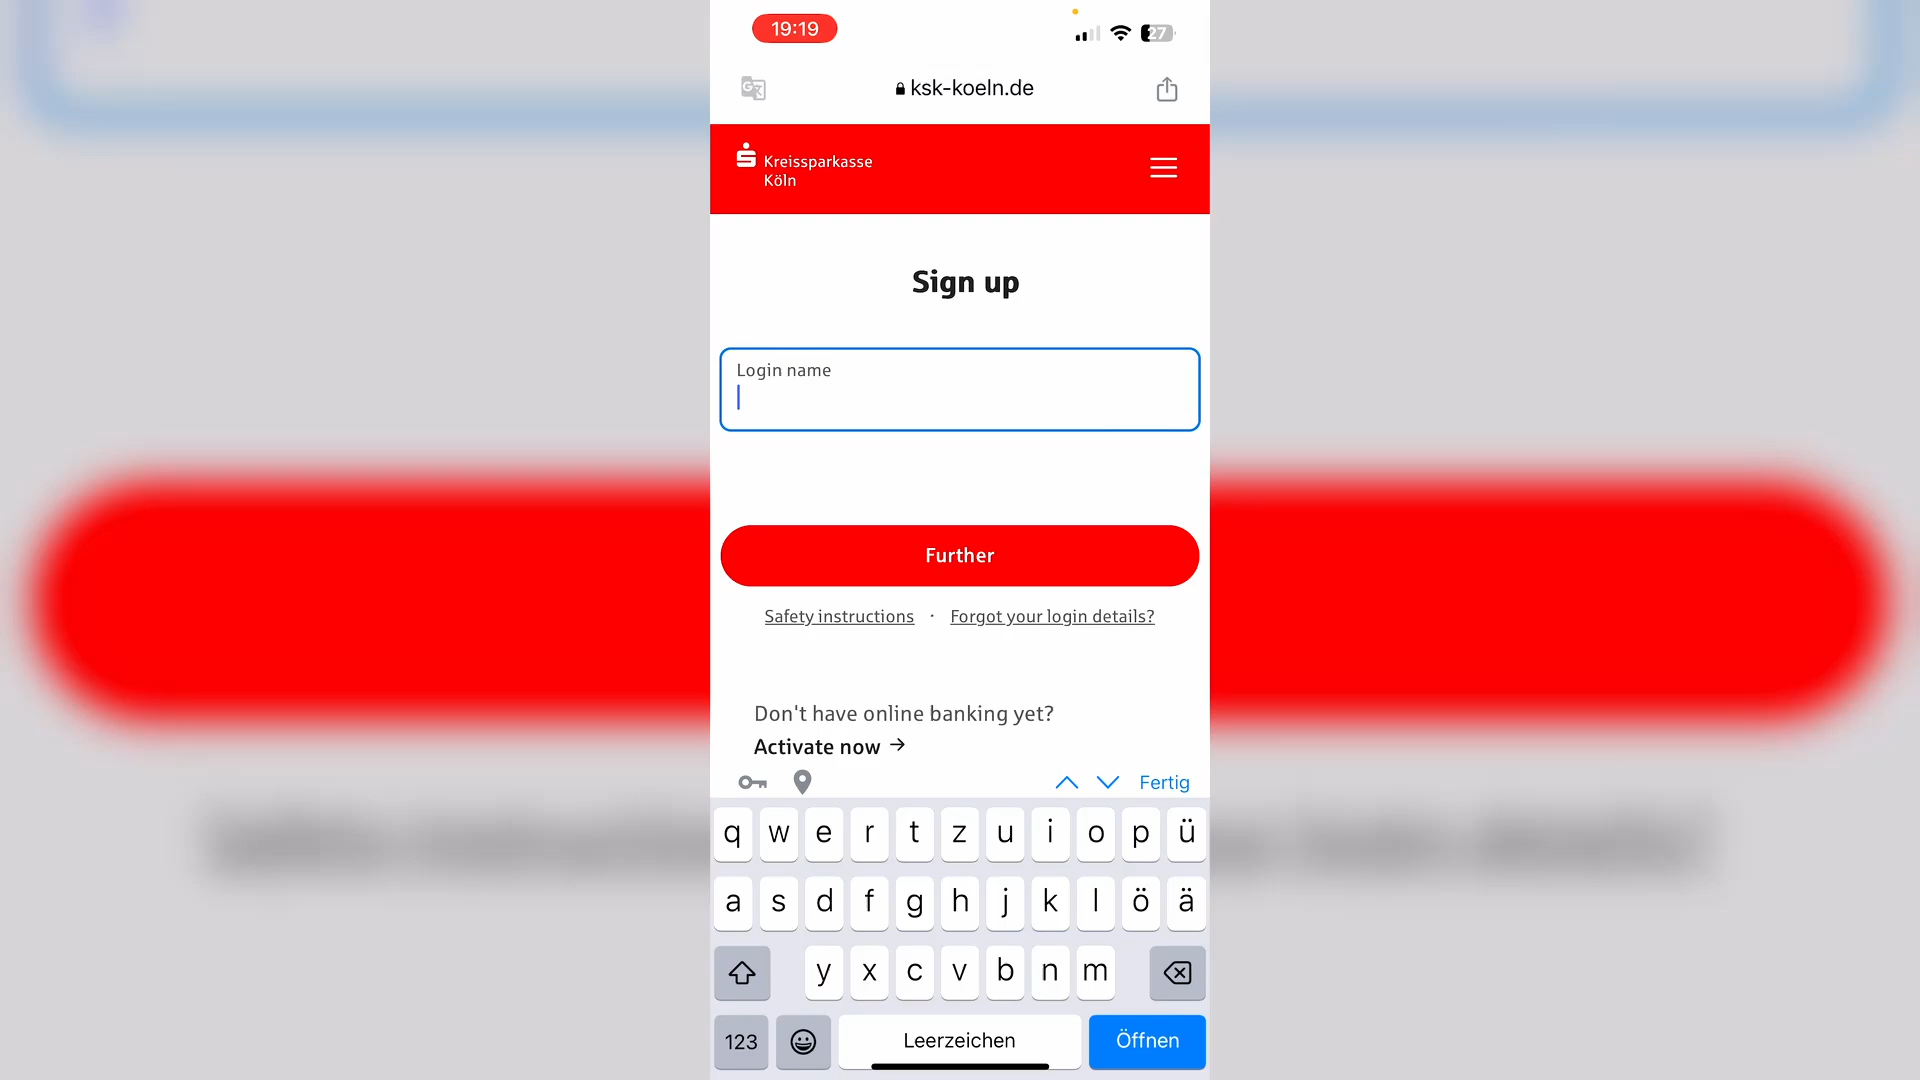 19:19
27
ksk-koeln.de
Kreissparkasse
Köln
Sign up
Login name
Further
Safety instructions · Forgot your login details?
Don't have online banking yet?
Activate now →
Fertig
q w e r t z u i o p ü
a s d f g h j k l ö ä
y x c v b n m
123 Leerzeichen Öffnen